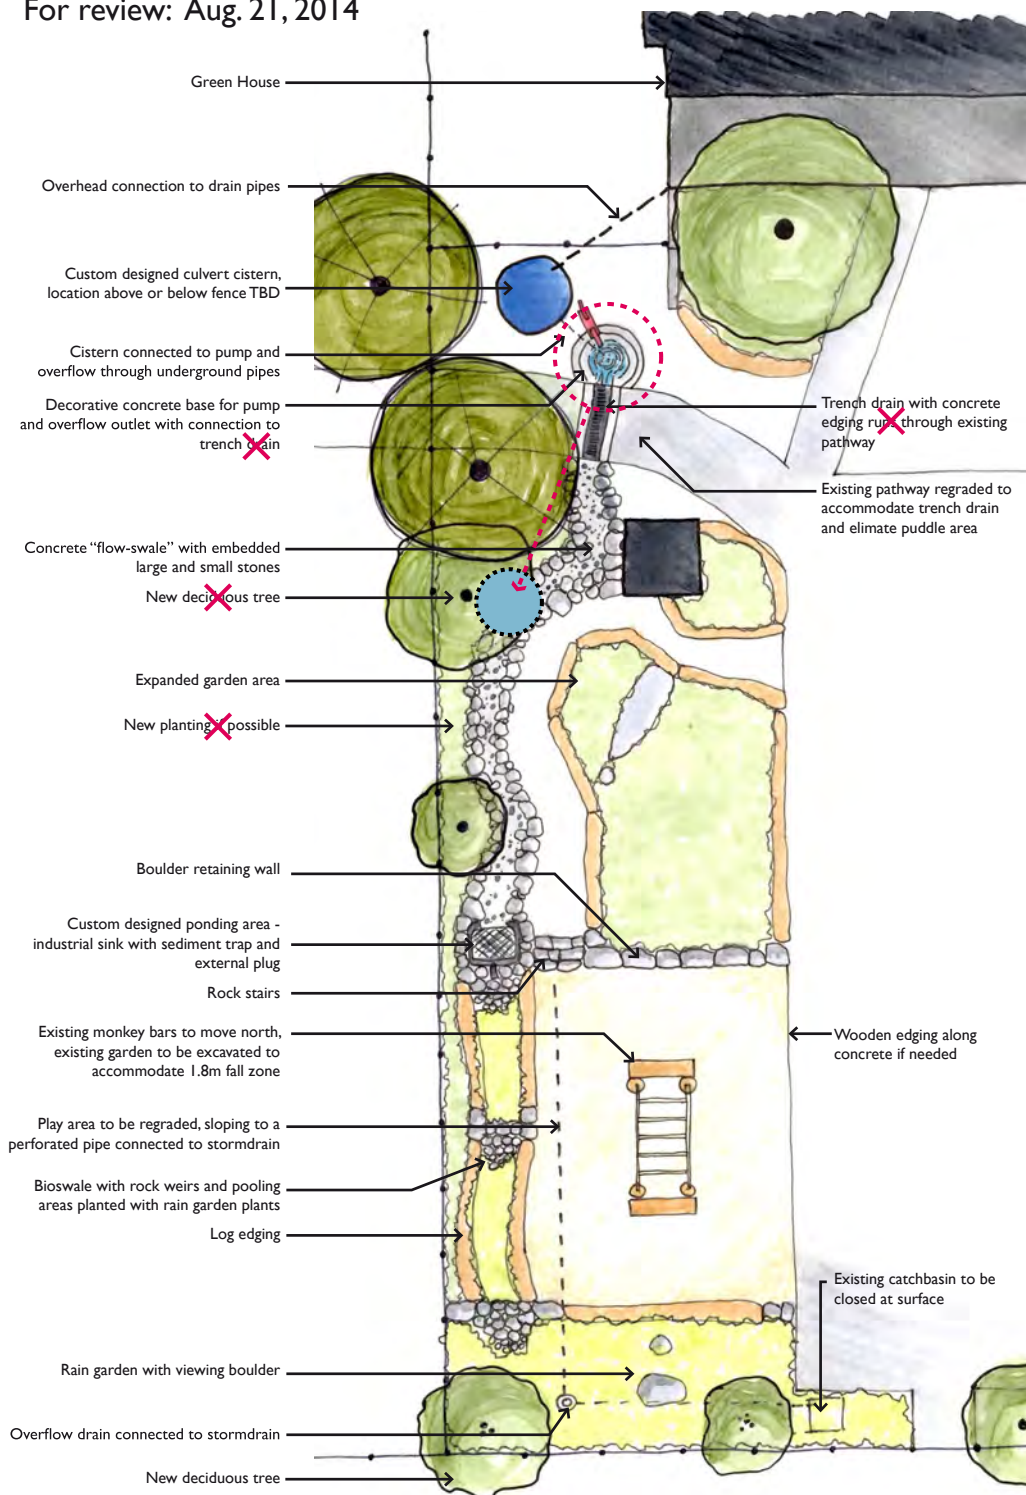 For review: Aug. 21, 2014
Green House
Overhead connection to drain pipes
Custom designed culvert cistern,
location above or below fence TBD
Cistern connected to pump and
overflow through underground pipes
Decorative concrete base for pump
and overflow outlet with connection to
trench drain
Trench drain with concrete
edging runs through existing
pathway
Existing pathway regraded to
accommodate trench drain
and elimate puddle area
Concrete “flow-swale” with embedded
large and small stones
New deciduous tree
Expanded garden area
New planting if possible
Boulder retaining wall
Custom designed ponding area -
industrial sink with sediment trap and
external plug
Rock stairs
Existing monkey bars to move north,
existing garden to be excavated to
accommodate 1.8m fall zone
Wooden edging along
concrete if needed
Play area to be regraded, sloping to a
perforated pipe connected to stormdrain
Bioswale with rock weirs and pooling
areas planted with rain garden plants
Log edging
Existing catchbasin to be
closed at surface
Rain garden with viewing boulder
Overflow drain connected to stormdrain
New deciduous tree